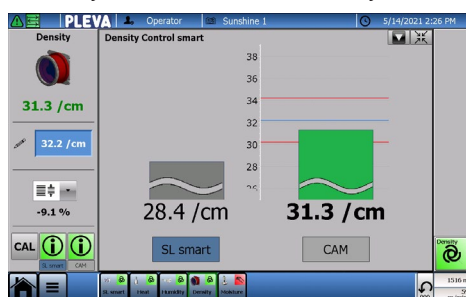 PLEVA Operator Sunshine 1 5/14/2021 2:26 PM
Density
Density Control smart
38
36
34
32
30
28
26
31.3 /cm
32.2 /cm
-9.1 %
28.4 /cm
31.3 /cm
SL smart
CAM
CAL
SL smart
CAM
Density
SL smart Heat Humidity Density Moisture
1516 m